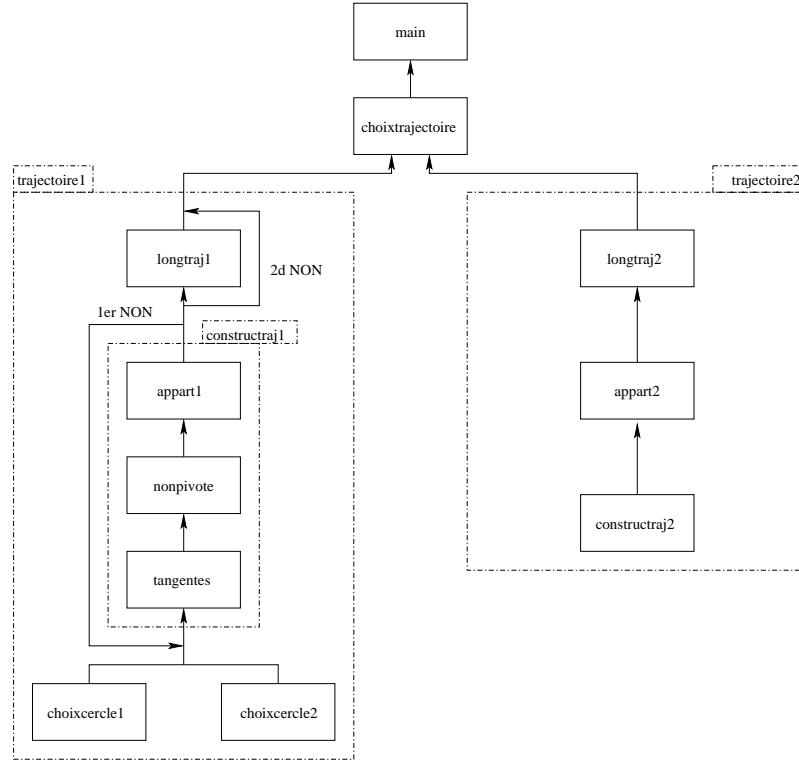 main
choixtrajectoire
trajectoire1
trajectoire2
longtraj1
longtraj2
2d NON
1er NON
constructraj1
appart1
appart2
nonpivote
constructraj2
tangentes
choixcercle1
choixcercle2